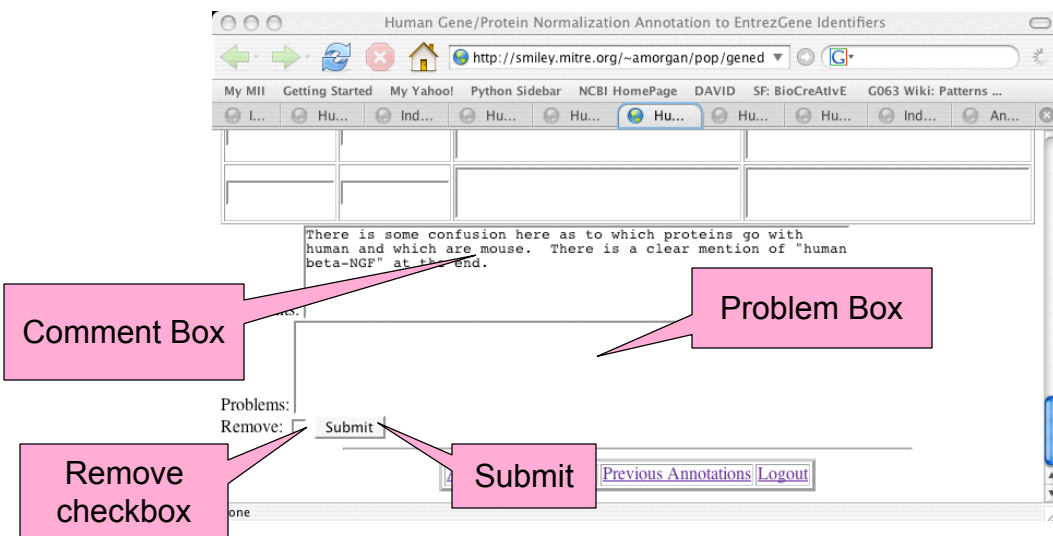 Human Gene/Protein Normalization Annotation to EntrezGene Identifiers
http://smiley.mitre.org/~amorgan/pop/gened
G
My MII Getting Started My Yahoo! Python Sidebar NCBI HomePage DAVID SF: BioCreAtIvE G063 Wiki: Patterns ...
I... Hu... Ind... Hu... Hu... Hu... Hu... Hu... Ind... An...
There is some confusion here as to which proteins go with
human and which are mouse. There is a clear mention of "human
beta-NGF" at the end.
Comment Box
Problem Box
Problems:
Remove: Submit
Remove
checkbox
Submit
Previous Annotations Logout